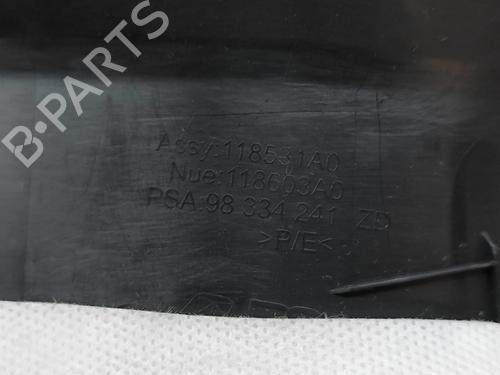 B-PARTS
Assy:118531A0
Nue:118603A0
PSA:98 334 241 ZD
>P/E<